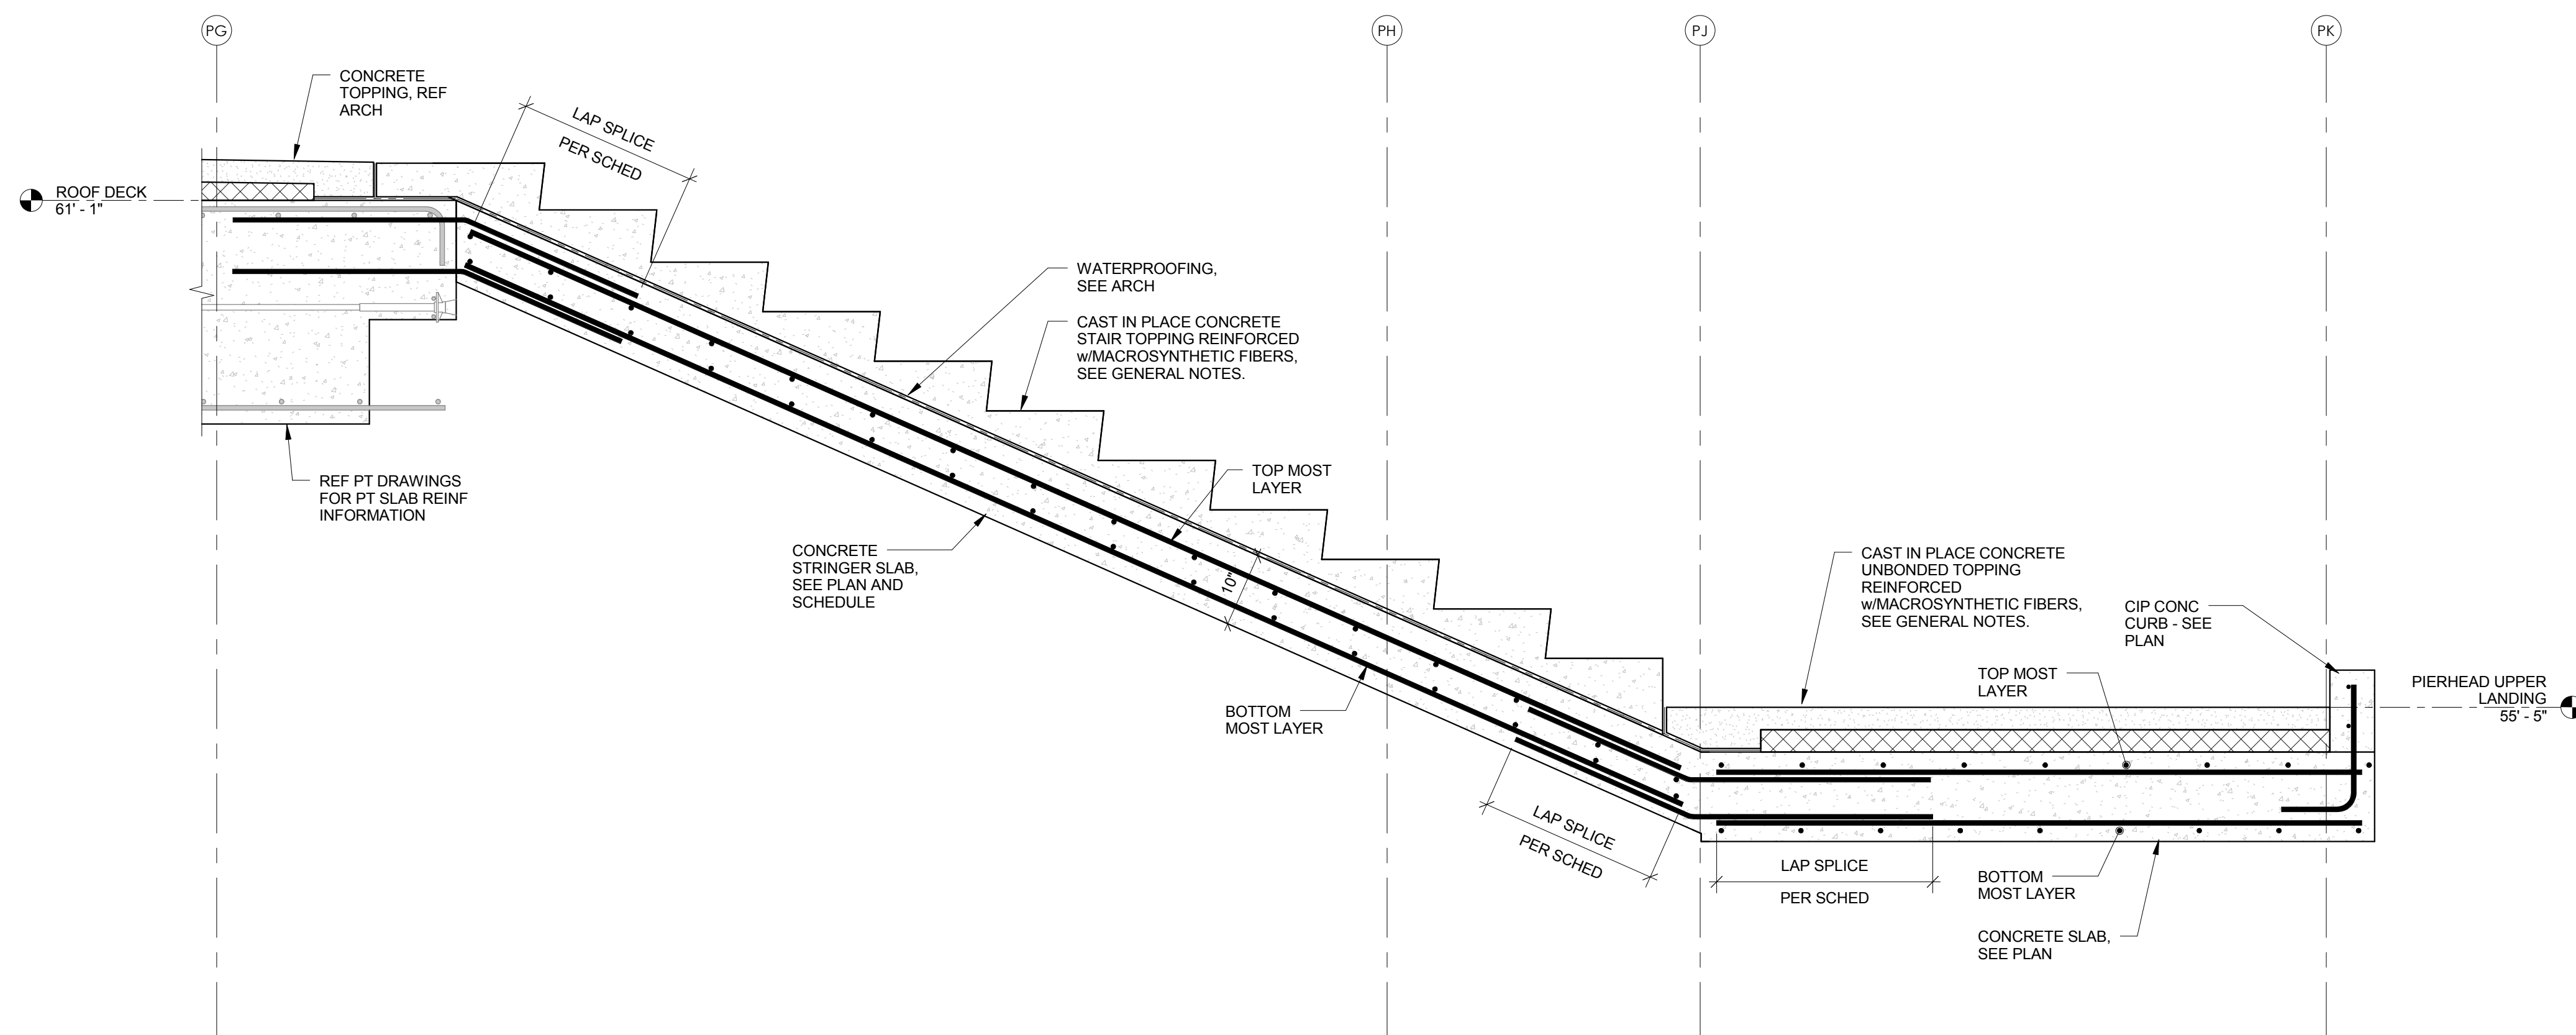 PG
PH
PJ
PK
CONCRETE
TOPPING, REF
ARCH
LAP SPLICE
PER SCHED
ROOF DECK
61' - 1"
WATERPROOFING,
SEE ARCH
CAST IN PLACE CONCRETE
STAIR TOPPING REINFORCED
w/MACROSYNTHETIC FIBERS,
SEE GENERAL NOTES.
TOP MOST
LAYER
REF PT DRAWINGS
FOR PT SLAB REINF
INFORMATION
CONCRETE
STRINGER SLAB,
SEE PLAN AND
SCHEDULE
10"
CAST IN PLACE CONCRETE
UNBONDED TOPPING
REINFORCED
w/MACROSYNTHETIC FIBERS,
SEE GENERAL NOTES.
CIP CONC
CURB - SEE
PLAN
TOP MOST
LAYER
PIERHEAD UPPER
LANDING
55' - 5"
BOTTOM
MOST LAYER
LAP SPLICE
PER SCHED
LAP SPLICE
PER SCHED
BOTTOM
MOST LAYER
CONCRETE SLAB,
SEE PLAN